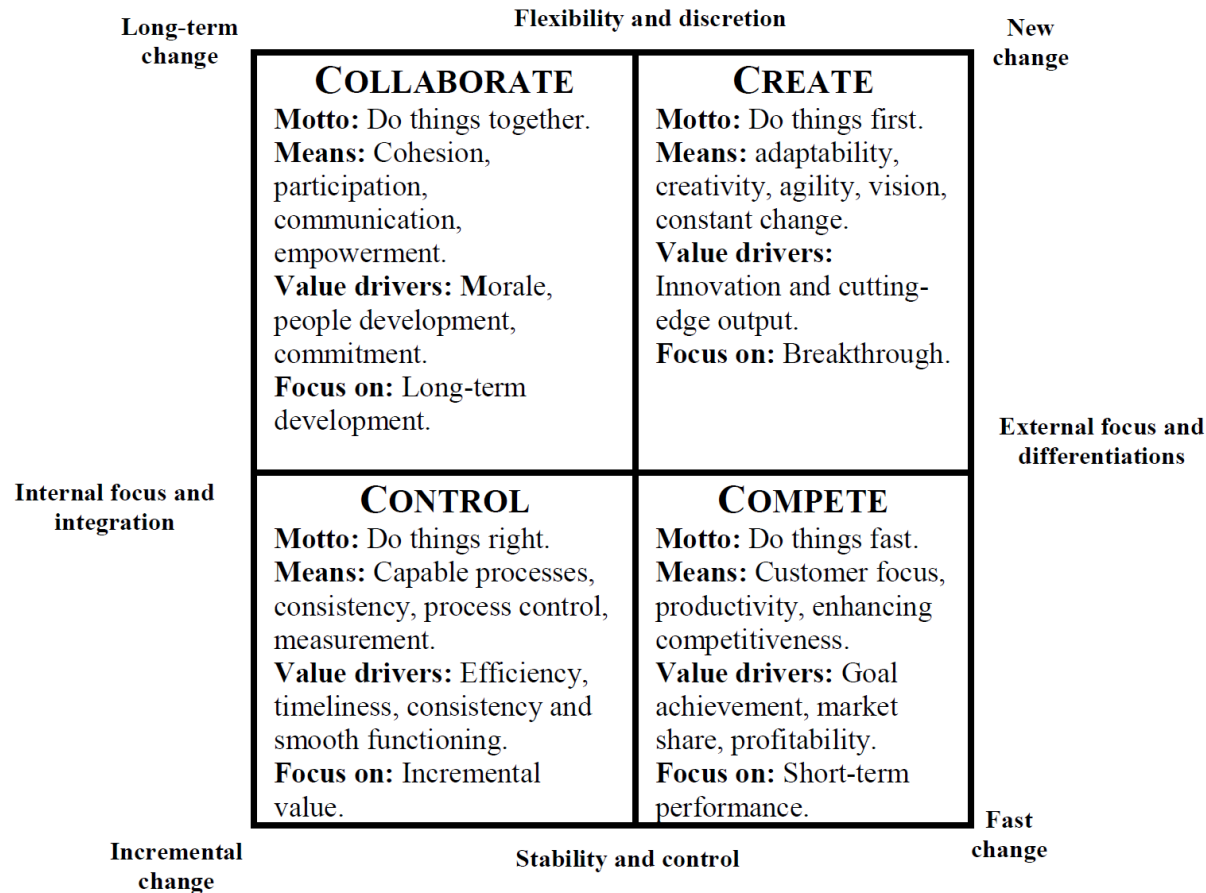 Flexibility and discretion
Long-term
change
New
change
COLLABORATE
Motto: Do things together.
Means: Cohesion,
participation,
communication,
empowerment.
Value drivers: Morale,
people development,
commitment.
Focus on: Long-term
development.
CREATE
Motto: Do things first.
Means: adaptability,
creativity, agility, vision,
constant change.
Value drivers:
Innovation and cutting-
edge output.
Focus on: Breakthrough.
External focus and
differentiations
Internal focus and
integration
CONTROL
Motto: Do things right.
Means: Capable processes,
consistency, process control,
measurement.
Value drivers: Efficiency,
timeliness, consistency and
smooth functioning.
Focus on: Incremental
value.
COMPETE
Motto: Do things fast.
Means: Customer focus,
productivity, enhancing
competitiveness.
Value drivers: Goal
achievement, market
share, profitability.
Focus on: Short-term
performance.
Incremental
change
Stability and control
Fast
change